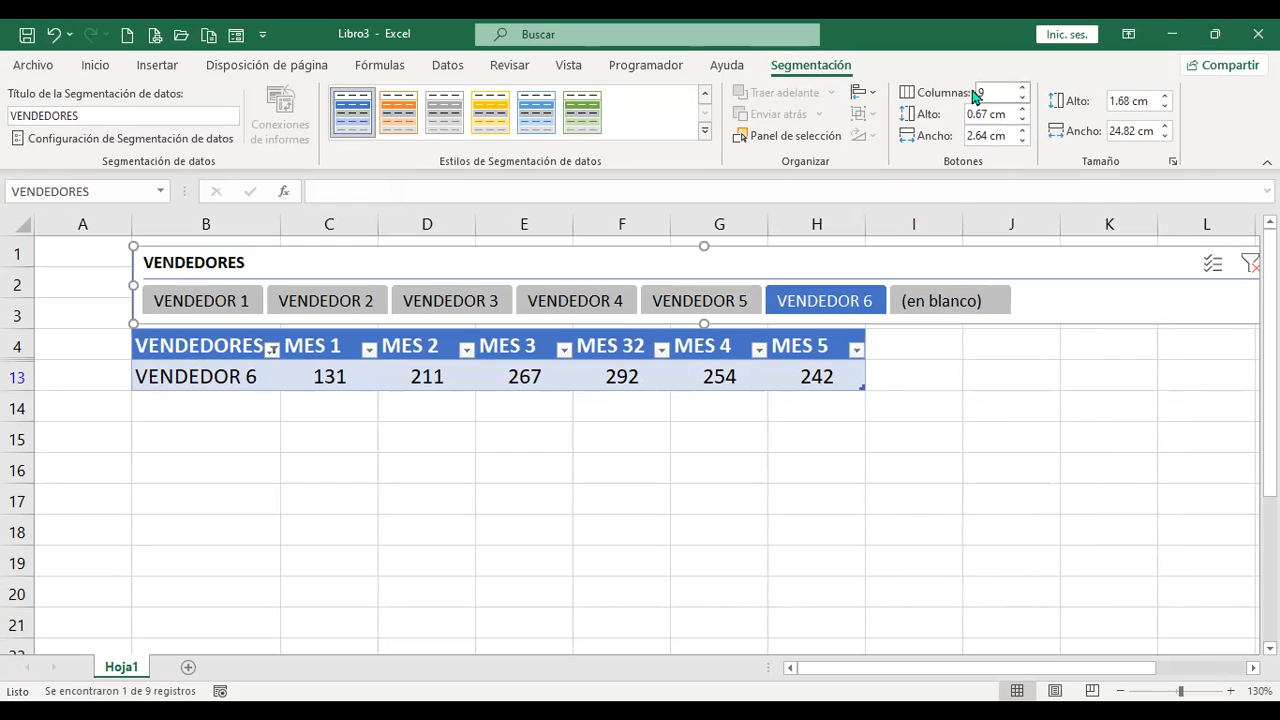 Libro3 - Excel
Buscar
Inic. ses.
Archivo Inicio Insertar Disposición de página Fórmulas Datos Revisar Vista Programador Ayuda Segmentación Compartir
Título de la Segmentación de datos:
VENDEDORES
Configuración de Segmentación de datos
Segmentación de datos
Conexiones
de informes
Estilos de Segmentación de datos
Traer adelante
Enviar atrás
Panel de selección
Organizar
Columnas: 9
Alto: 0.67 cm
Ancho: 2.64 cm
Botones
Alto: 1.68 cm
Ancho: 24.82 cm
Tamaño
VENDEDORES fx
A B C D E F G H I J K L
1
VENDEDORES
2
VENDEDOR 1 VENDEDOR 2 VENDEDOR 3 VENDEDOR 4 VENDEDOR 5 VENDEDOR 6 (en blanco)
3
4 VENDEDORES MES 1 MES 2 MES 3 MES 32 MES 4 MES 5
13 VENDEDOR 6 131 211 267 292 254 242
14
15
16
17
18
19
20
21
Hoja1
Listo Se encontraron 1 de 9 registros 130%